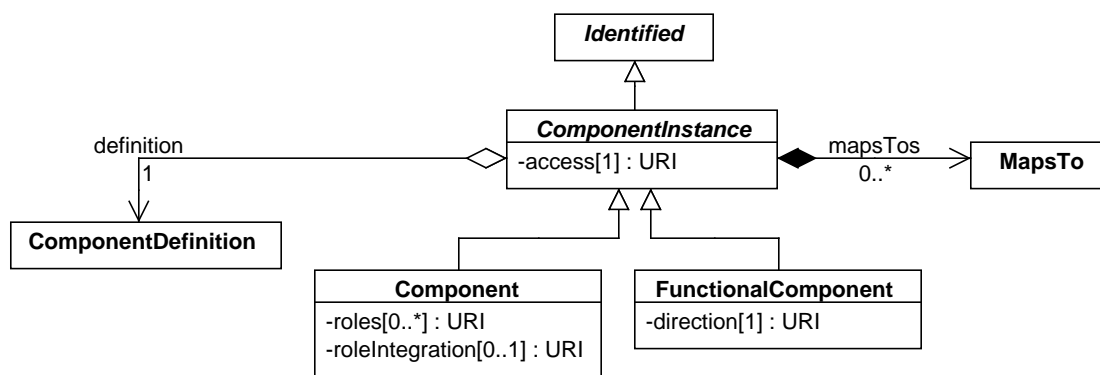 Identified
ComponentInstance
-access[1] : URI
definition
1
mapsTos
0..*
MapsTo
ComponentDefinition
Component
-roles[0..*] : URI
-roleIntegration[0..1] : URI
FunctionalComponent
-direction[1] : URI